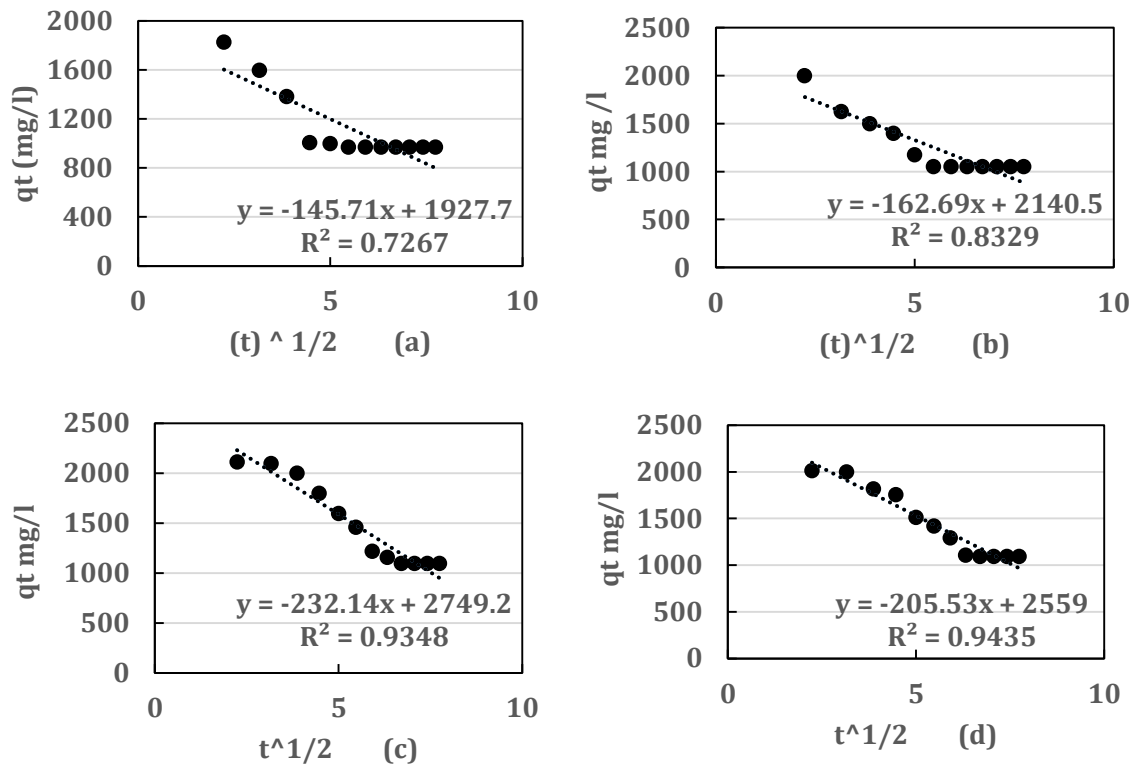 qt (mg/l)
2000
1600
1200
800
400
0
y = -145.71x + 1927.7
R² = 0.7267
0 5 10
(t) ^ 1/2 (a)
qt mg /l
2500
2000
1500
1000
500
0
y = -162.69x + 2140.5
R² = 0.8329
0 5 10
(t)^1/2 (b)
qt mg/l
2500
2000
1500
1000
500
0
y = -232.14x + 2749.2
R² = 0.9348
0 5 10
t^1/2 (c)
qt mg/l
2500
2000
1500
1000
500
0
y = -205.53x + 2559
R² = 0.9435
0 5 10
t^1/2 (d)